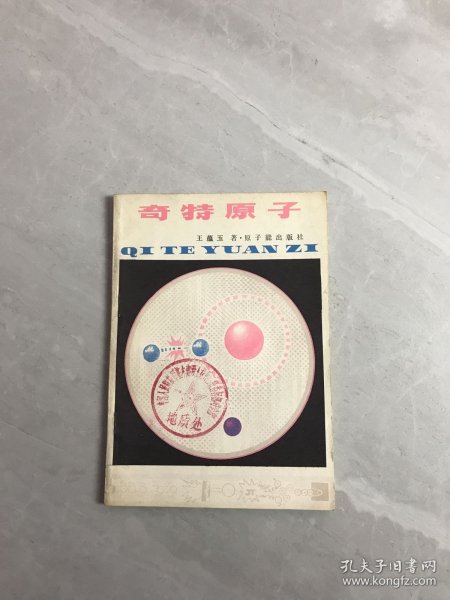 奇特原子
王蕴玉 著·原子能出版社
QI TE YUAN ZI
地质处
孔夫子旧书网
www.kongfz.com